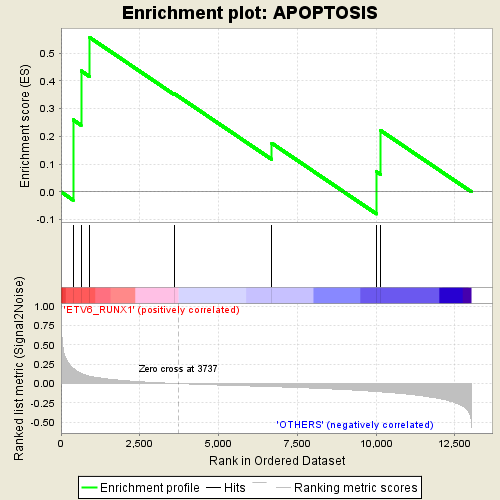 Enrichment plot: APOPTOSIS
Enrichment score (ES)
0.5
0.4
0.3
0.2
0.1
0.0
-0.1
'ETV6_RUNX1' (positively correlated)
Ranked list metric (Signal2Noise)
1.00
0.75
0.50
0.25
0.00
-0.25
-0.50
Zero cross at 3737
'OTHERS' (negatively correlated)
0
2,500
5,000
7,500
10,000
12,500
Rank in Ordered Dataset
Enrichment profile
Hits
Ranking metric scores